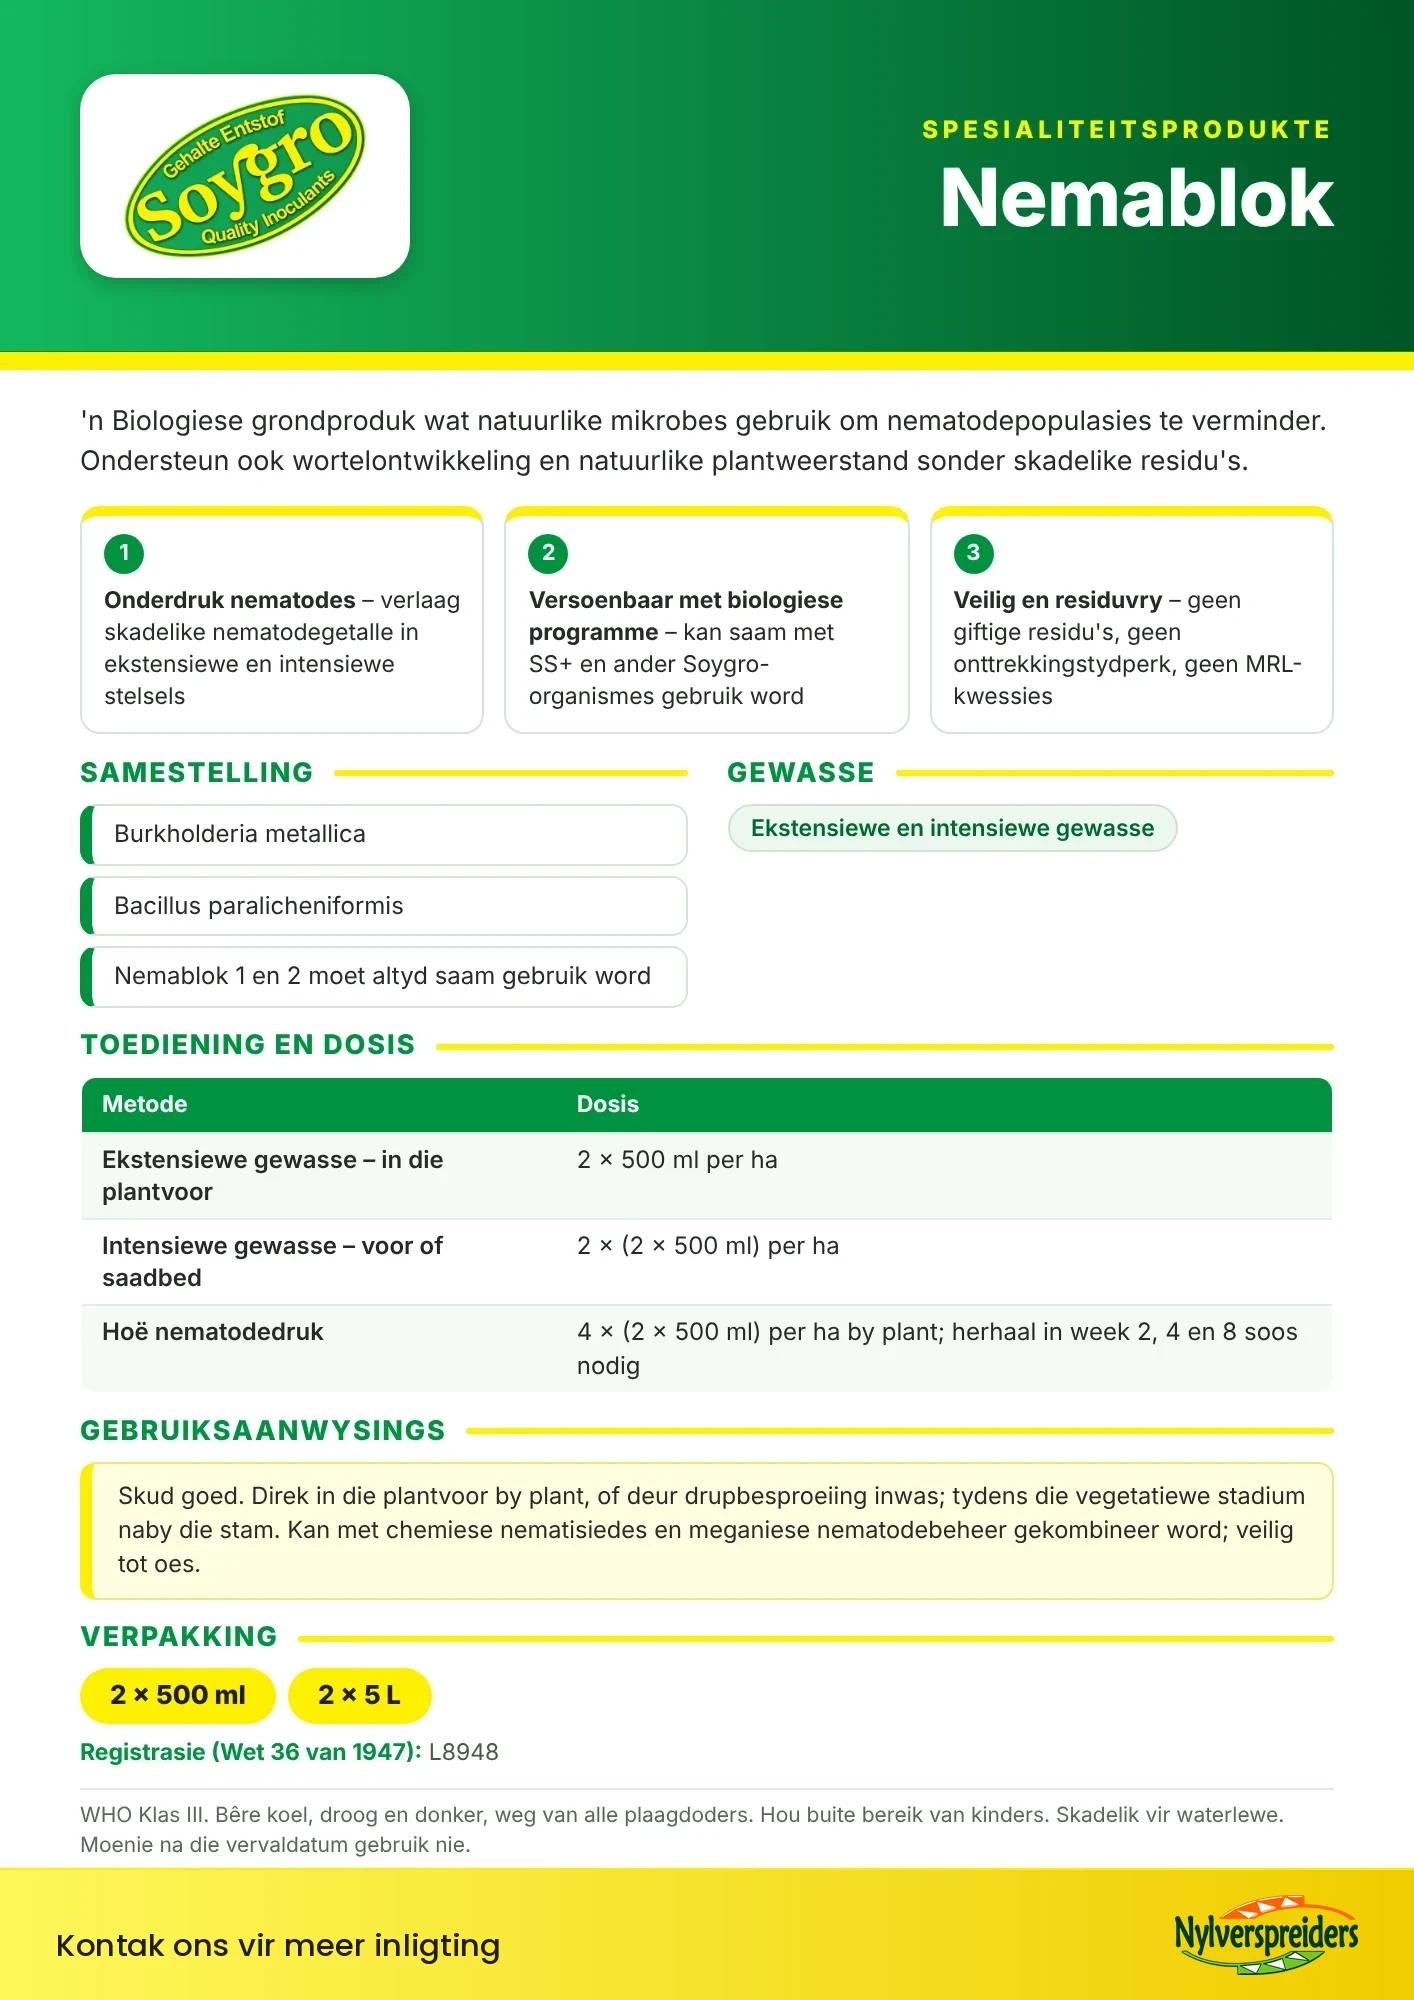 Gehalte Entstof
Soygro
Quality Inoculants
SPESIALITEITSPRODUKTE
Nemablok
'n Biologiese grondproduk wat natuurlike mikrobes gebruik om nematodepopulasies te verminder.
Ondersteun ook wortelontwikkeling en natuurlike plantweerstand sonder skadelike residu's.
1
Onderdruk nematodes – verlaag
skadelike nematodegetalle in
ekstensiewe en intensiewe
stelsels
2
Versoenbaar met biologiese
programme – kan saam met
SS+ en ander Soygro-
organismes gebruik word
3
Veilig en residuvry – geen
giftige residu's, geen
onttrekkingstydperk, geen MRL-
kwessies
SAMESTELLING
Burkholderia metallica
Bacillus paralicheniformis
Nemablok 1 en 2 moet altyd saam gebruik word
GEWASSE
Ekstensiewe en intensiewe gewasse
TOEDIENING EN DOSIS
Metode Dosis
Ekstensiewe gewasse – in die
plantvoor
2 × 500 ml per ha
Intensiewe gewasse – voor of
saadbed
2 × (2 × 500 ml) per ha
Hoë nematodedruk
4 × (2 × 500 ml) per ha by plant; herhaal in week 2, 4 en 8 soos
nodig
GEBRUIKSAANWYSINGS
Skud goed. Direk in die plantvoor by plant, of deur drupbesproeiing inwas; tydens die vegetatiewe stadium
naby die stam. Kan met chemiese nematisiedes en meganiese nematodebeheer gekombineer word; veilig
tot oes.
VERPAKKING
2 × 500 ml
2 × 5 L
Registrasie (Wet 36 van 1947): L8948
WHO Klas III. Bêre koel, droog en donker, weg van alle plaagdoders. Hou buite bereik van kinders. Skadelik vir waterlewe.
Moenie na die vervaldatum gebruik nie.
Kontak ons vir meer inligting
Nylverspreiders